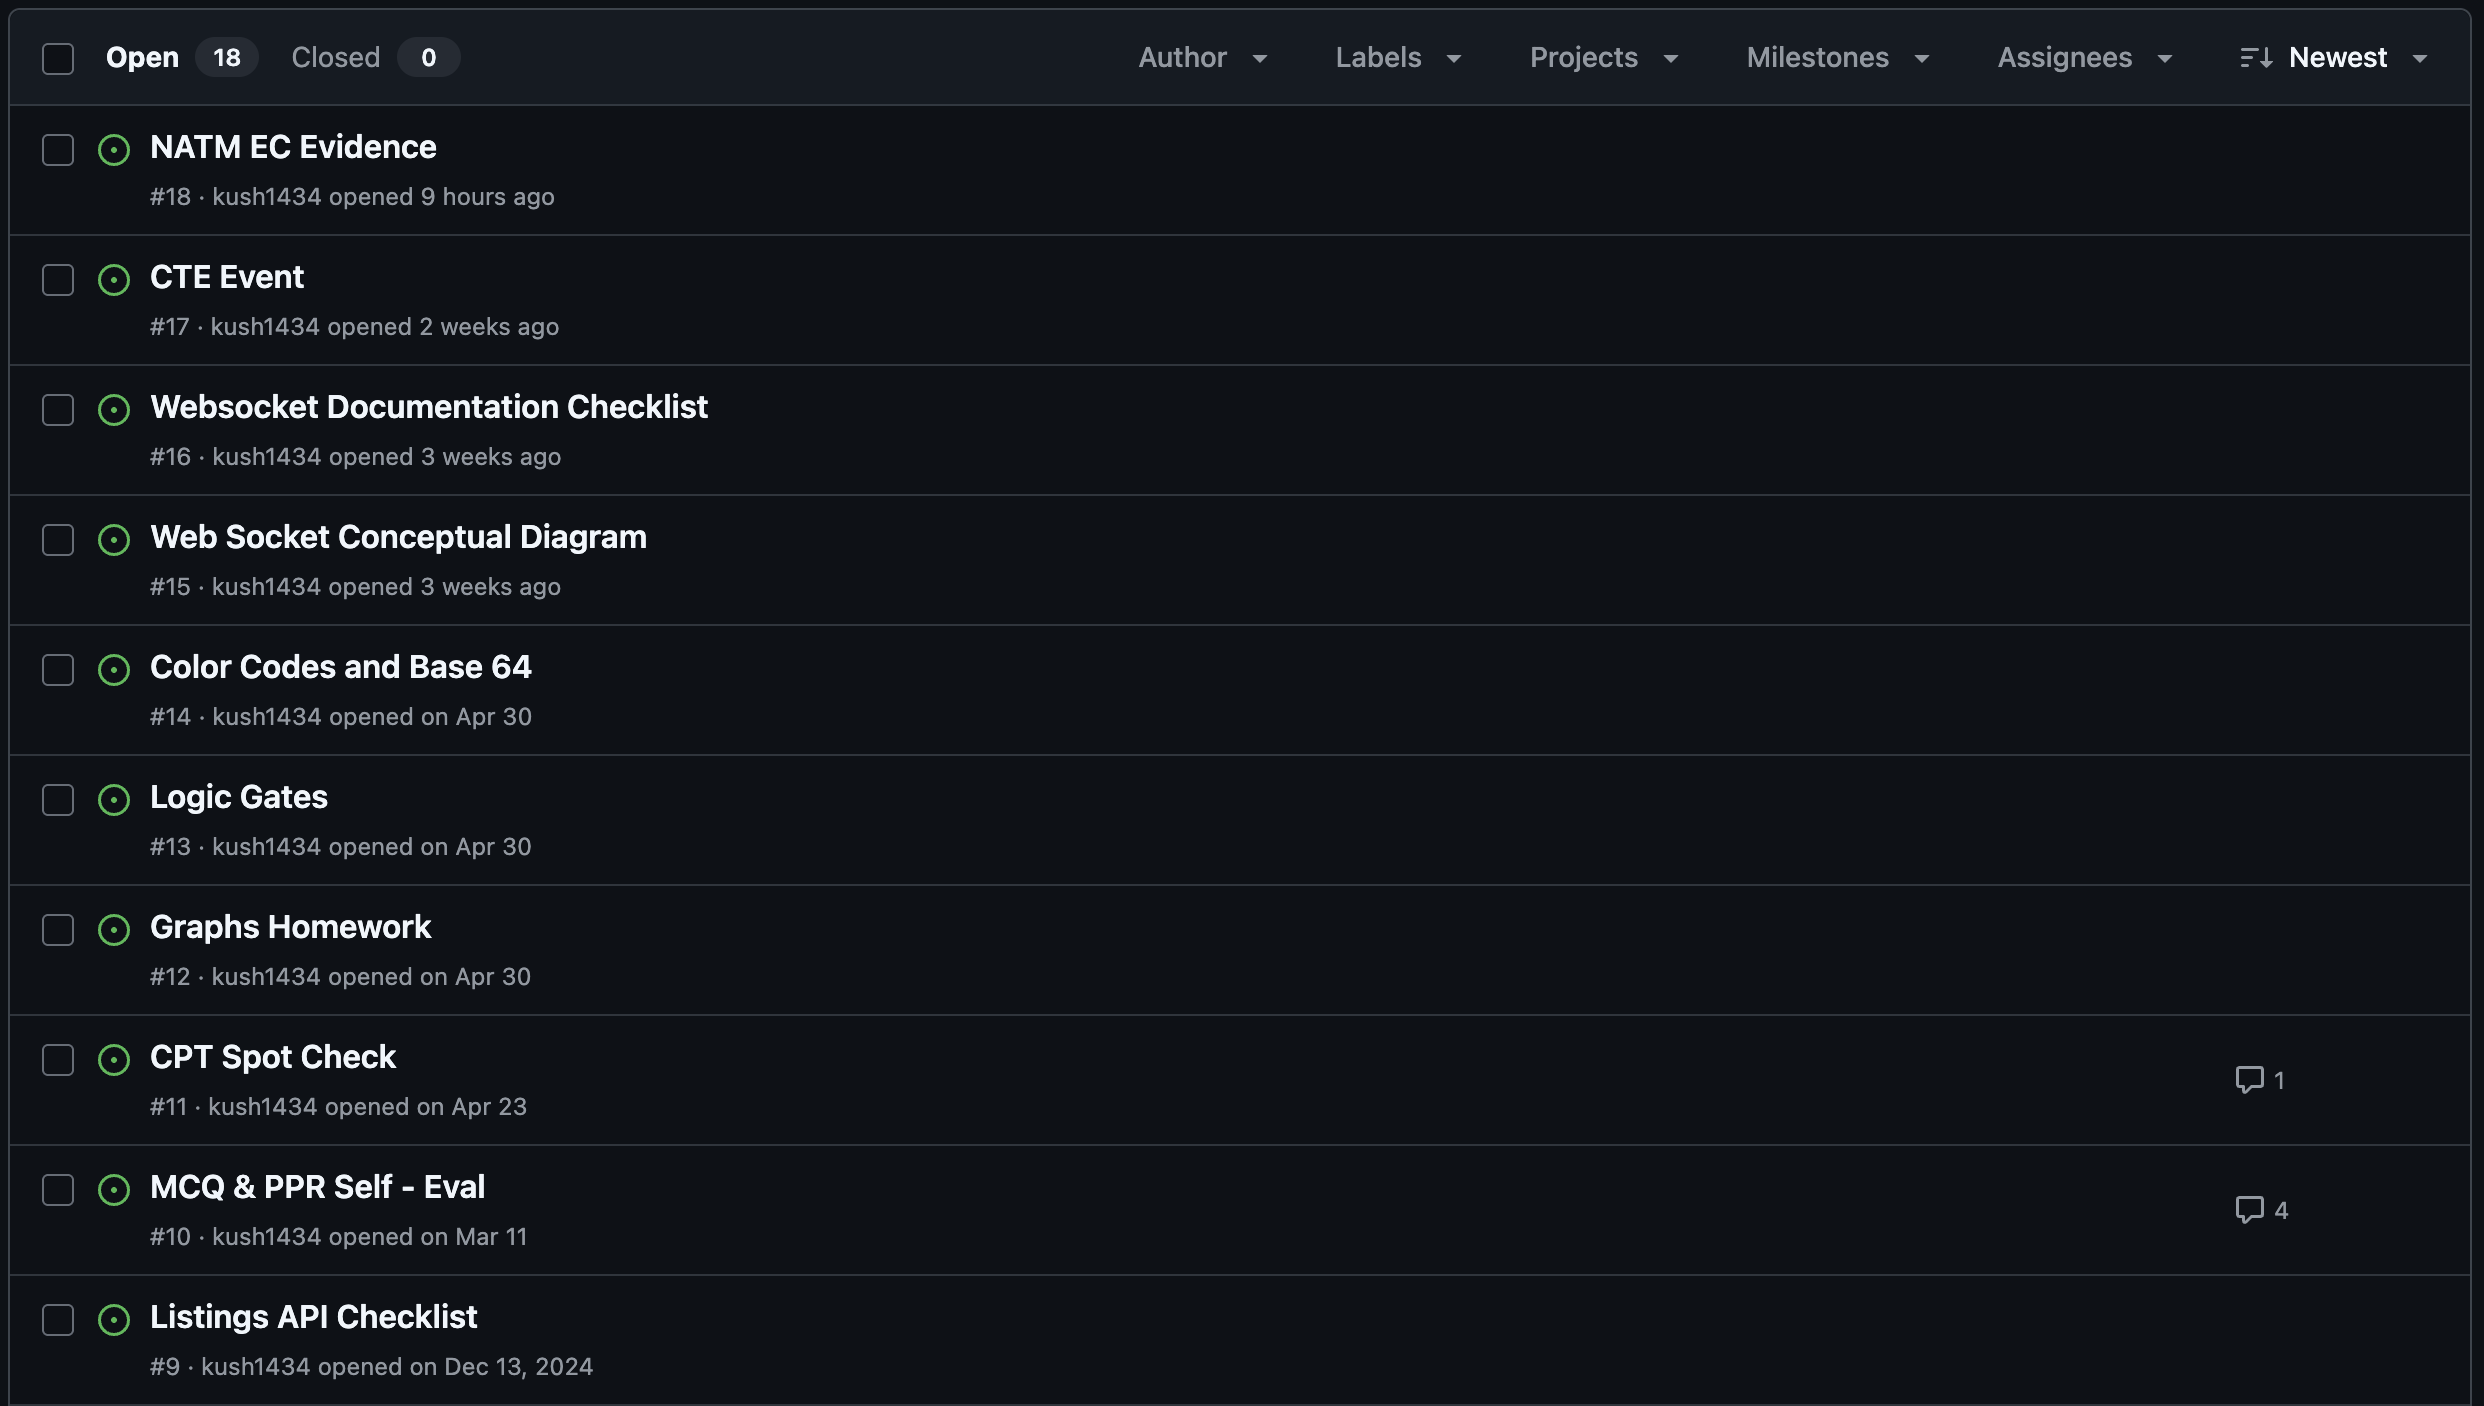 Open 18 Closed 0 Author Labels Projects Milestones Assignees Newest
NATM EC Evidence
#18 · kush1434 opened 9 hours ago
CTE Event
#17 · kush1434 opened 2 weeks ago
Websocket Documentation Checklist
#16 · kush1434 opened 3 weeks ago
Web Socket Conceptual Diagram
#15 · kush1434 opened 3 weeks ago
Color Codes and Base 64
#14 · kush1434 opened on Apr 30
Logic Gates
#13 · kush1434 opened on Apr 30
Graphs Homework
#12 · kush1434 opened on Apr 30
CPT Spot Check
#11 · kush1434 opened on Apr 23
1
MCQ & PPR Self - Eval
#10 · kush1434 opened on Mar 11
4
Listings API Checklist
#9 · kush1434 opened on Dec 13, 2024